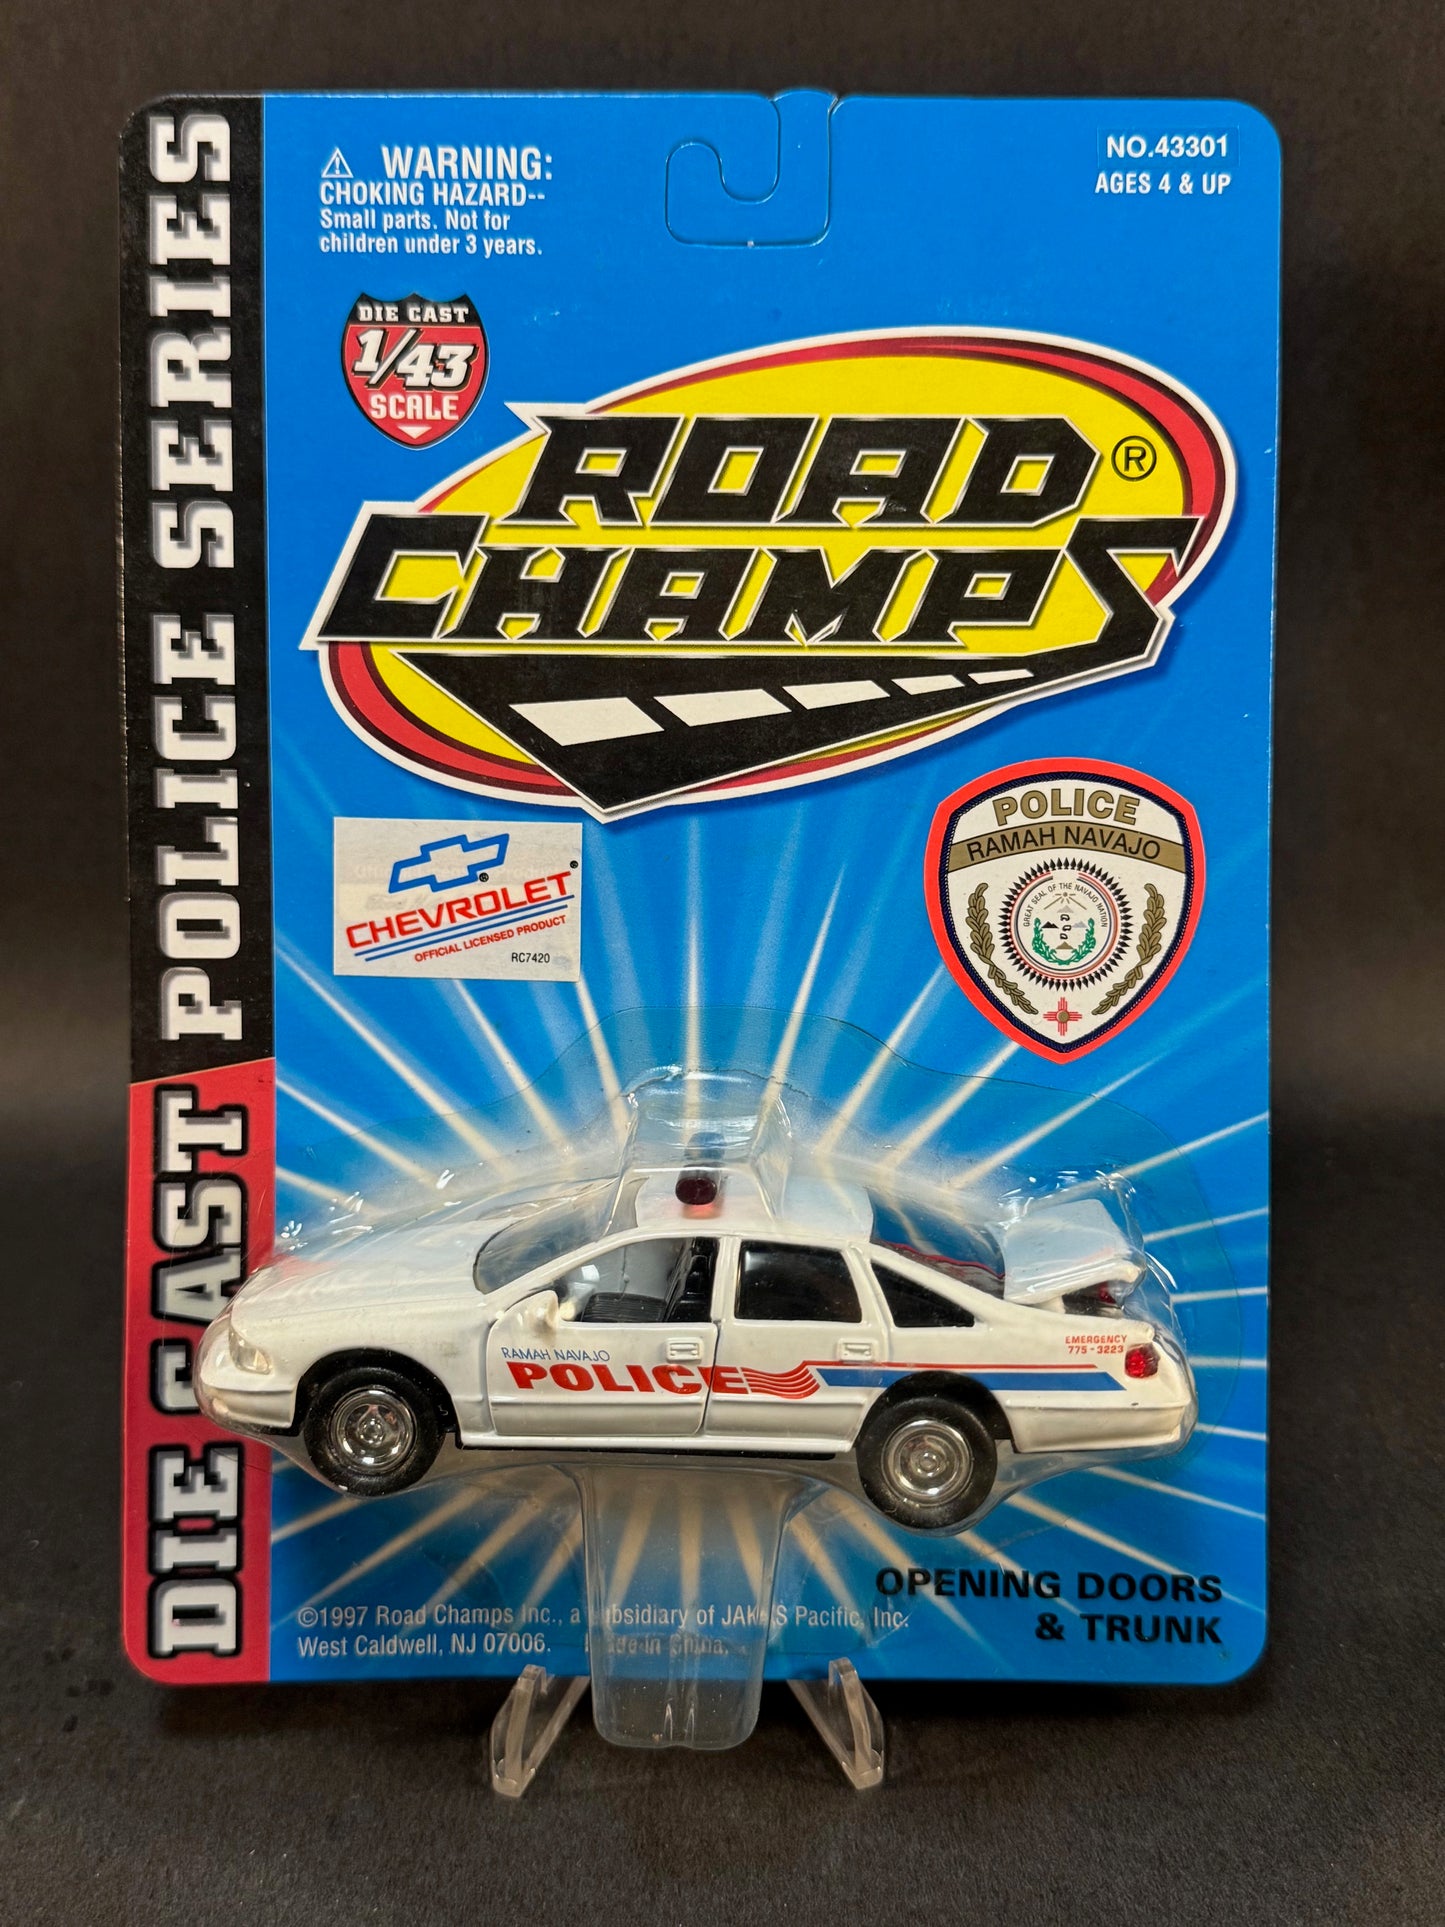 DIE CAST POLICE SERIES
WARNING:
CHOKING HAZARD--
Small parts. Not for
children under 3 years.
NO.43301
AGES 4 & UP
DIE CAST
1/43
SCALE
ROAD ®
CHAMPS
CHEVROLET®
OFFICIAL LICENSED PRODUCT
RC7420
POLICE
RAMAH NAVAJO
GREAT SEAL OF THE NAVAJO NATION
RAMAH NAVAJO
POLICE
EMERGENCY
775-3223
OPENING DOORS
& TRUNK
©1997 Road Champs Inc., a subsidiary of JAKKS Pacific, Inc.
West Caldwell, NJ 07006. Made in China.